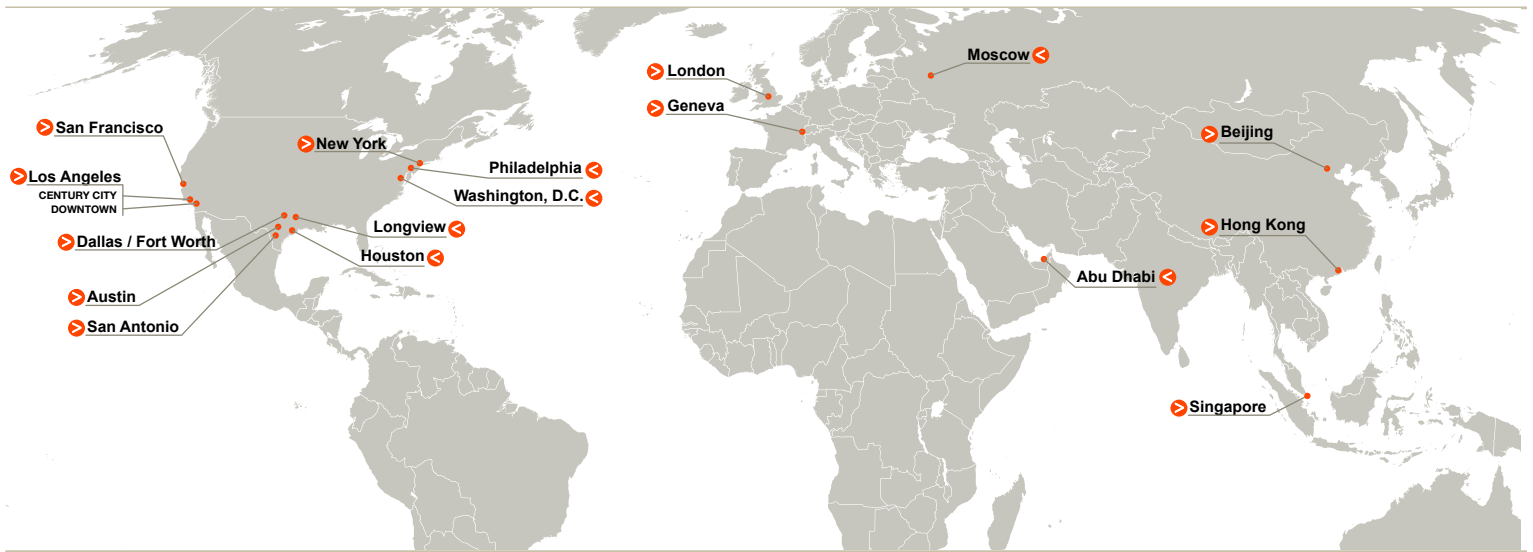 San Francisco
Los Angeles
CENTURY CITY
DOWNTOWN
Dallas / Fort Worth
Austin
San Antonio
New York
Philadelphia
Washington, D.C.
Longview
Houston
London
Geneva
Moscow
Abu Dhabi
Beijing
Hong Kong
Singapore